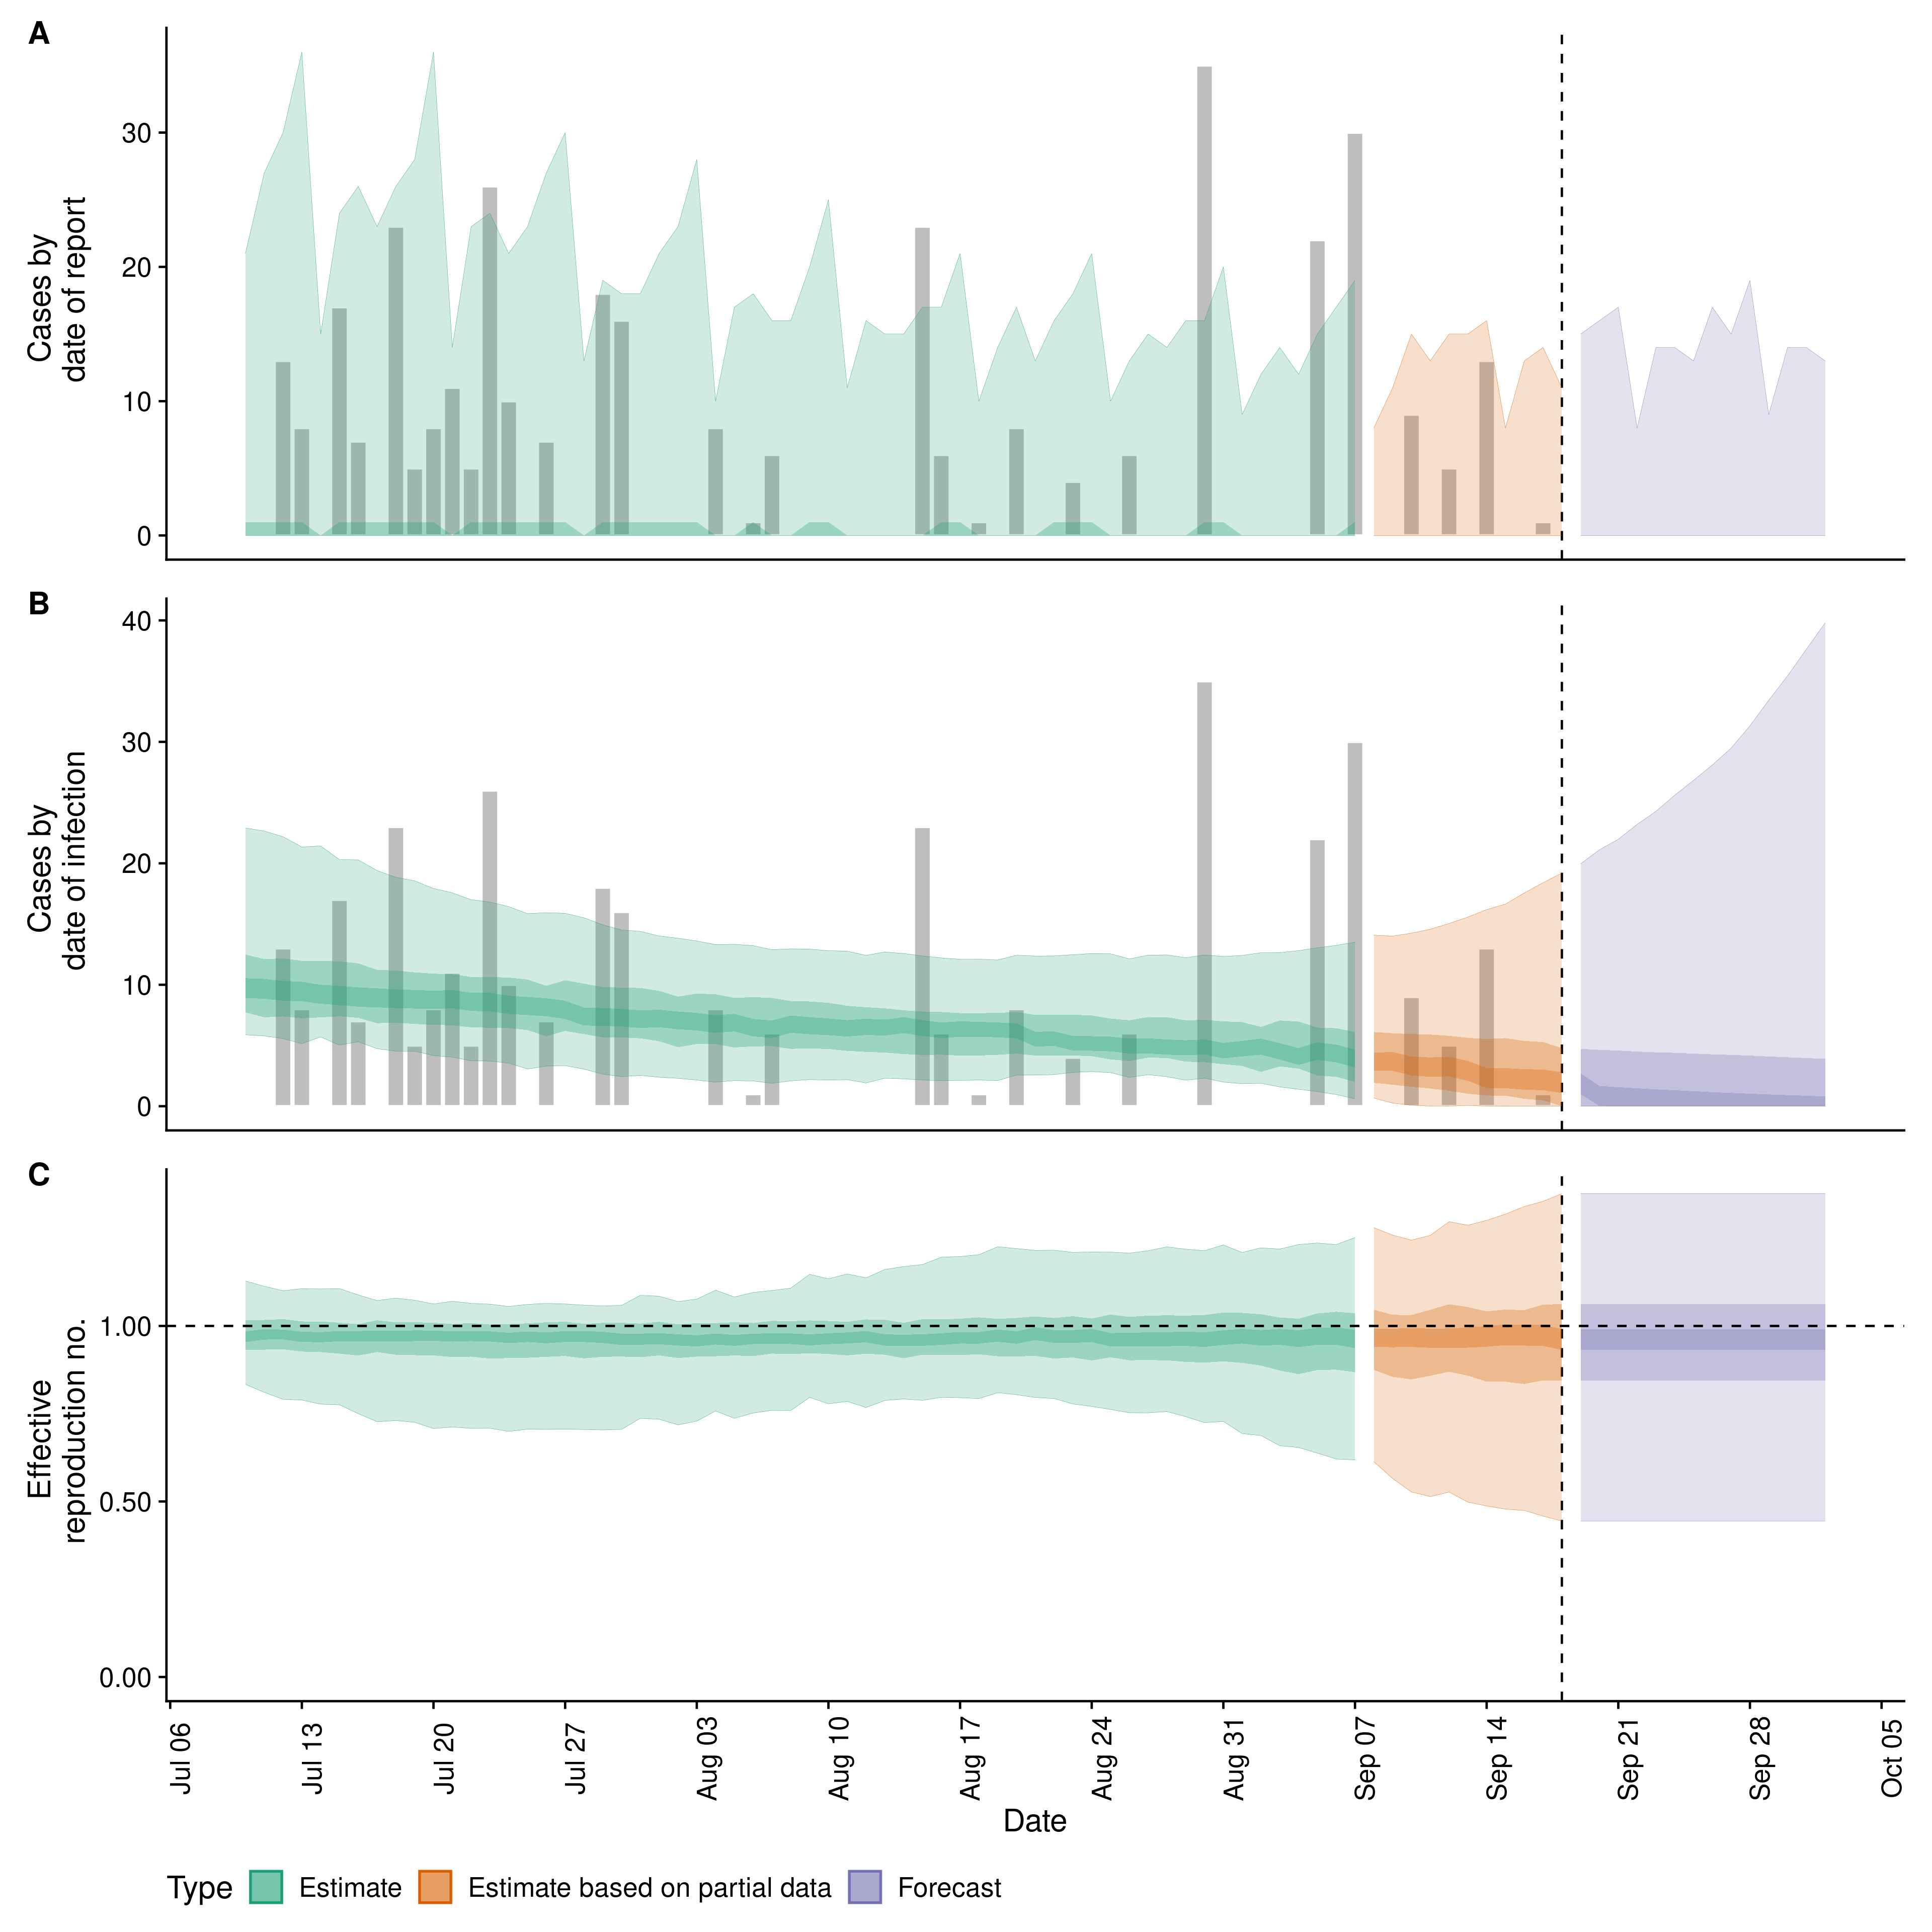 A
Cases by
date of report
30
20
10
0
B
Cases by
date of infection
40
30
20
10
0
C
Effective
reproduction no.
1.00
0.50
0.00
Jul 06
Jul 13
Jul 20
Jul 27
Aug 03
Aug 10
Aug 17
Aug 24
Aug 31
Sep 07
Sep 14
Sep 21
Sep 28
Oct 05
Date
Type Estimate Estimate based on partial data Forecast